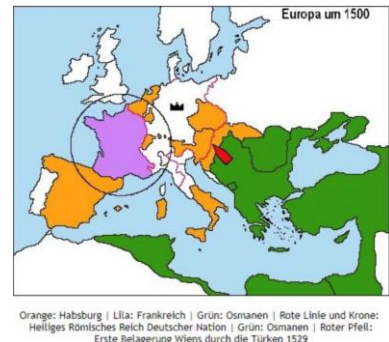 Europa um 1500
Orange: Habsburg | Lila: Frankreich | Grün: Osmanen | Rote Linie und Krone:
Heiliges Römisches Reich Deutscher Nation | Grün: Osmanen | Roter Pfeil:
Erste Belagerung Wiens durch die Türken 1529